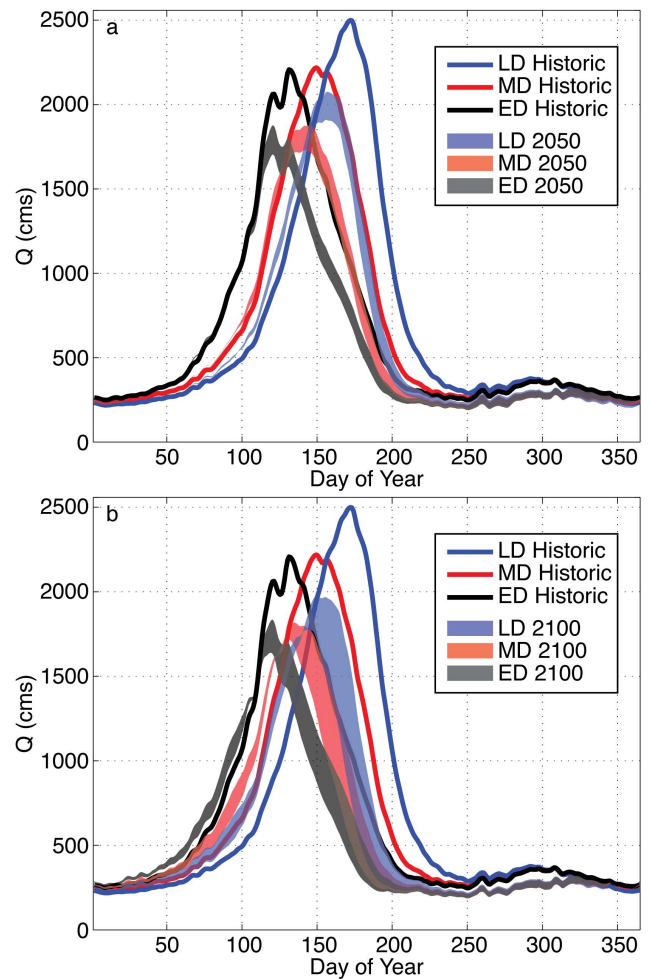 a
2500
2000
1500
1000
500
0
Q (cms)
LD Historic
MD Historic
ED Historic
LD 2050
MD 2050
ED 2050
50 100 150 200 250 300 350
Day of Year
b
2500
2000
1500
1000
500
0
Q (cms)
LD Historic
MD Historic
ED Historic
LD 2100
MD 2100
ED 2100
50 100 150 200 250 300 350
Day of Year